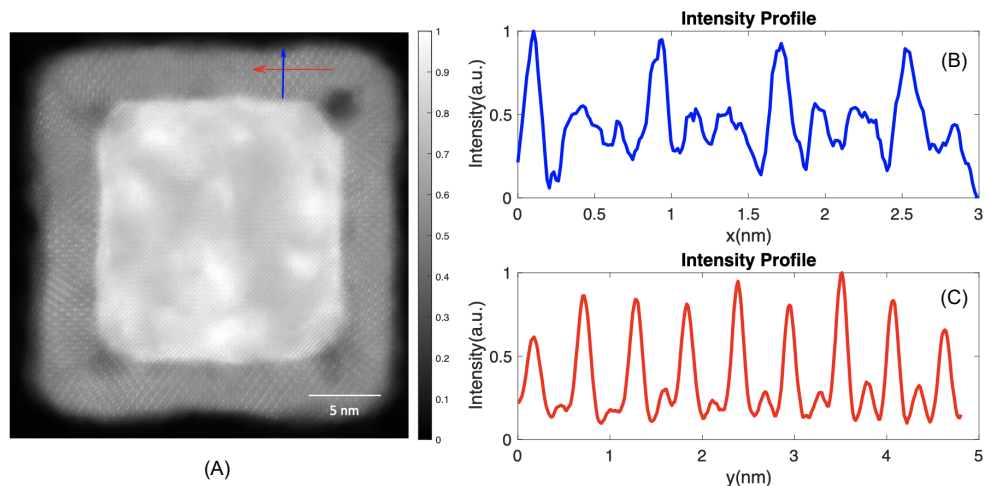 5 nm
(A)
1
0.9
0.8
0.7
0.6
0.5
0.4
0.3
0.2
0.1
0
Intensity Profile
(B)
Intensity(a.u.)
1
0.5
0
0 0.5 1 1.5 2 2.5 3
x(nm)
Intensity Profile
(C)
Intensity(a.u.)
1
0.5
0
0 1 2 3 4 5
y(nm)